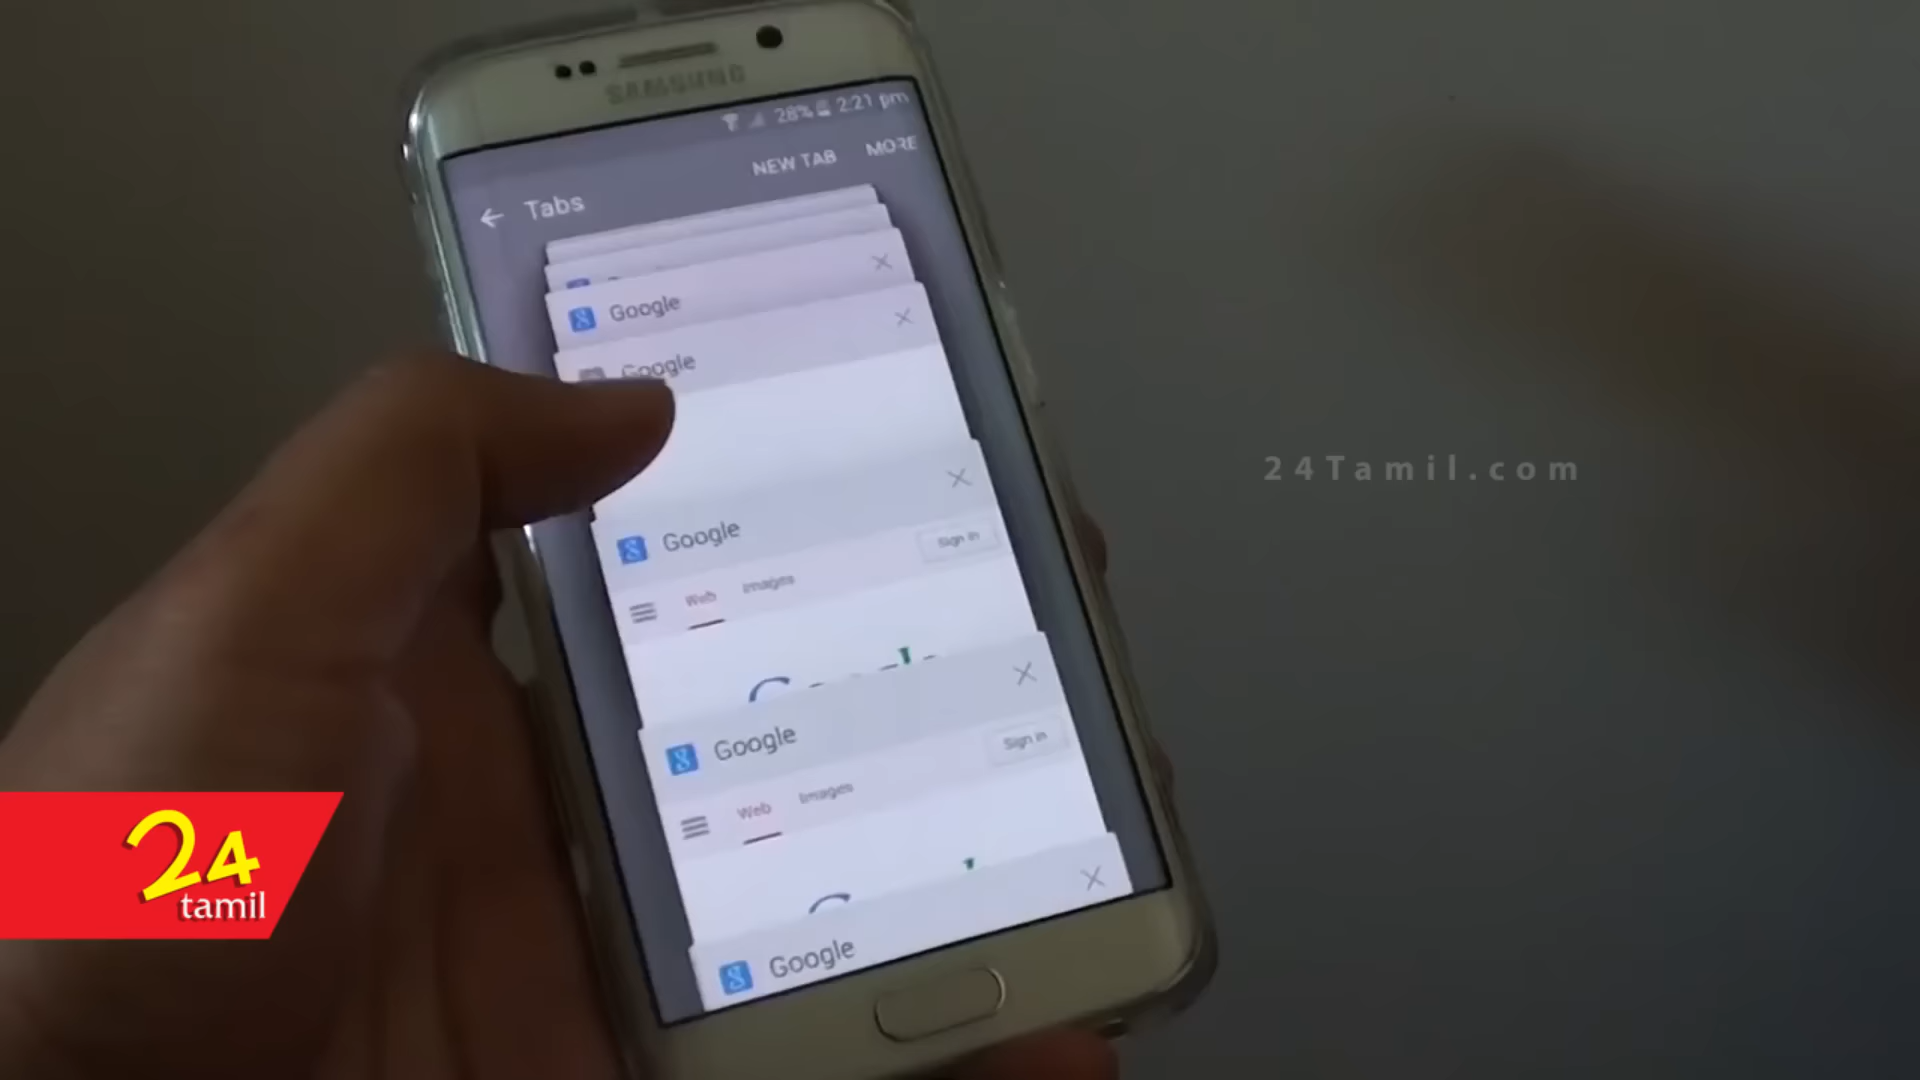 SAMSUNG
28% 2:21 pm
NEW TAB MORE
Tabs
Google
Google
Google
Sign in
Web Images
Google
Sign in
Web Images
Google
24Tamil.com
24
tamil